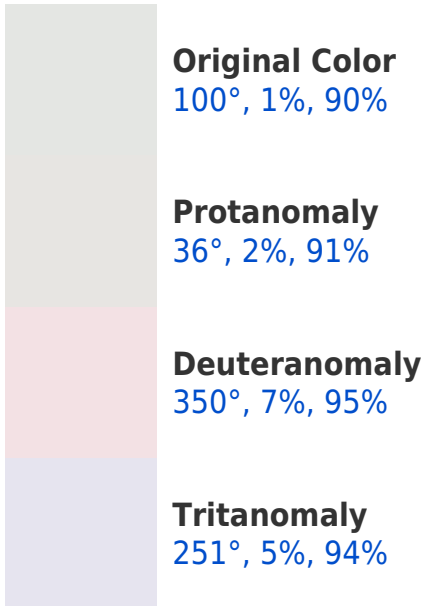 Original Color
100°, 1%, 90%
Protanomaly
36°, 2%, 91%
Deuteranomaly
350°, 7%, 95%
Tritanomaly
251°, 5%, 94%